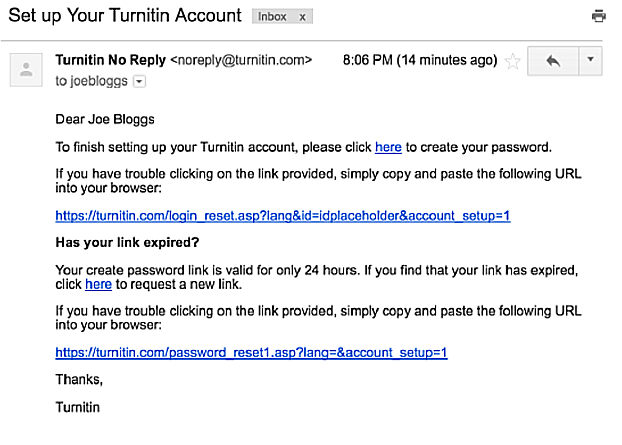 Set up Your Turnitin Account Inbox x
Turnitin No Reply <noreply@turnitin.com> 8:06 PM (14 minutes ago)
to joebloggs
Dear Joe Bloggs
To finish setting up your Turnitin account, please click here to create your password.
If you have trouble clicking on the link provided, simply copy and paste the following URL
into your browser:
https://turnitin.com/login_reset.asp?lang&id=idplaceholder&account_setup=1
Has your link expired?
Your create password link is valid for only 24 hours. If you find that your link has expired,
click here to request a new link.
If you have trouble clicking on the link provided, simply copy and paste the following URL
into your browser:
https://turnitin.com/password_reset1.asp?lang=&account_setup=1
Thanks,
Turnitin